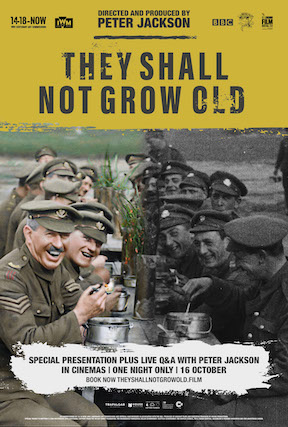 DIRECTED AND PRODUCED BY
PETER JACKSON
14-18·NOW
IWM
BBC
THEY SHALL
NOT GROW OLD
SPECIAL PRESENTATION PLUS LIVE Q&A WITH PETER JACKSON
IN CINEMAS | ONE NIGHT ONLY | 16 OCTOBER
BOOK NOW THEYSHALLNOTGROWOLD.FILM
TRAFALGAR